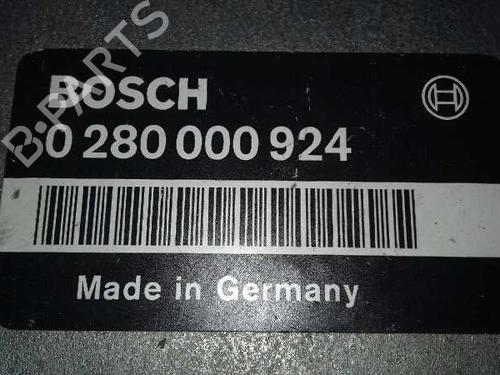 BOSCH
0 280 000 924
Made in Germany
B-PARTS